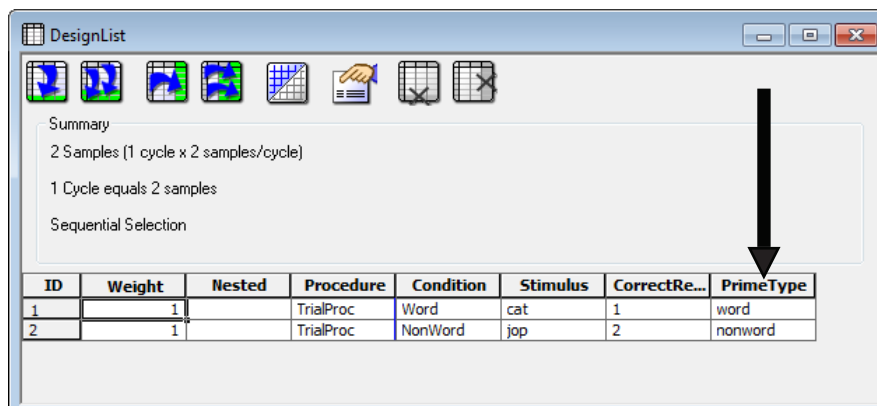 DesignList
Summary
2 Samples (1 cycle x 2 samples/cycle)
1 Cycle equals 2 samples
Sequential Selection
ID Weight Nested Procedure Condition Stimulus CorrectRe... PrimeType
1 1 TrialProc Word cat 1 word
2 1 TrialProc NonWord jop 2 nonword